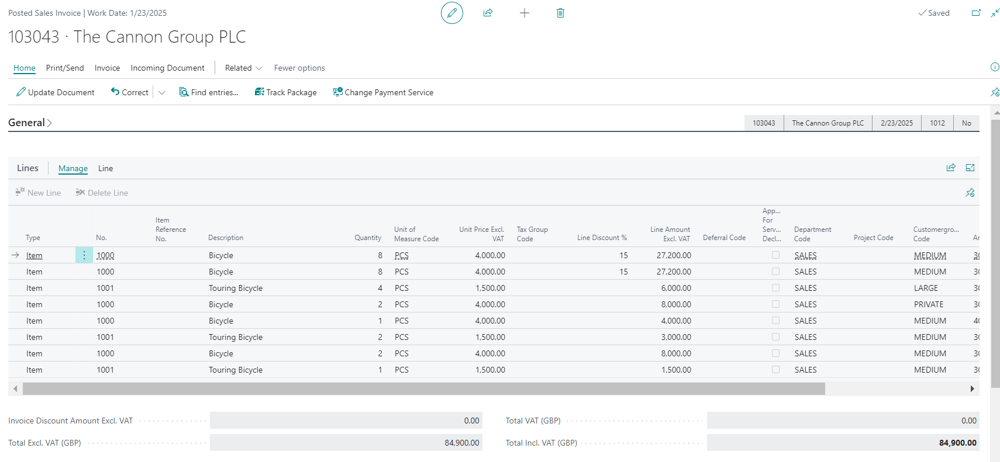 Posted Sales Invoice | Work Date: 1/23/2025
Saved
103043 · The Cannon Group PLC
Home Print/Send Invoice Incoming Document Related Fewer options
Update Document Correct Find entries... Track Package Change Payment Service
General 103043 The Cannon Group PLC 2/23/2025 1012 No
Lines Manage Line
New Line Delete Line
Type No. Item Reference No. Description Quantity Unit of Measure Code Unit Price Excl. VAT Tax Group Code Line Discount % Line Amount Excl. VAT Deferral Code App... For Serv... Decl... Department Code Project Code Customergro... Code Ar
Item 1000 Bicycle 8 PCS 4,000.00 15 27,200.00 SALES MEDIUM 30
Item 1000 Bicycle 8 PCS 4,000.00 15 27,200.00 SALES MEDIUM 30
Item 1001 Touring Bicycle 4 PCS 1,500.00 6,000.00 SALES LARGE 30
Item 1000 Bicycle 2 PCS 4,000.00 8,000.00 SALES PRIVATE 30
Item 1000 Bicycle 1 PCS 4,000.00 4,000.00 SALES MEDIUM 40
Item 1001 Touring Bicycle 2 PCS 1,500.00 3,000.00 SALES MEDIUM 30
Item 1000 Bicycle 2 PCS 4,000.00 8,000.00 SALES MEDIUM 30
Item 1001 Touring Bicycle 1 PCS 1,500.00 1,500.00 SALES MEDIUM 30
Invoice Discount Amount Excl. VAT 0.00 Total VAT (GBP) 0.00
Total Excl. VAT (GBP) 84,900.00 Total Incl. VAT (GBP) 84,900.00